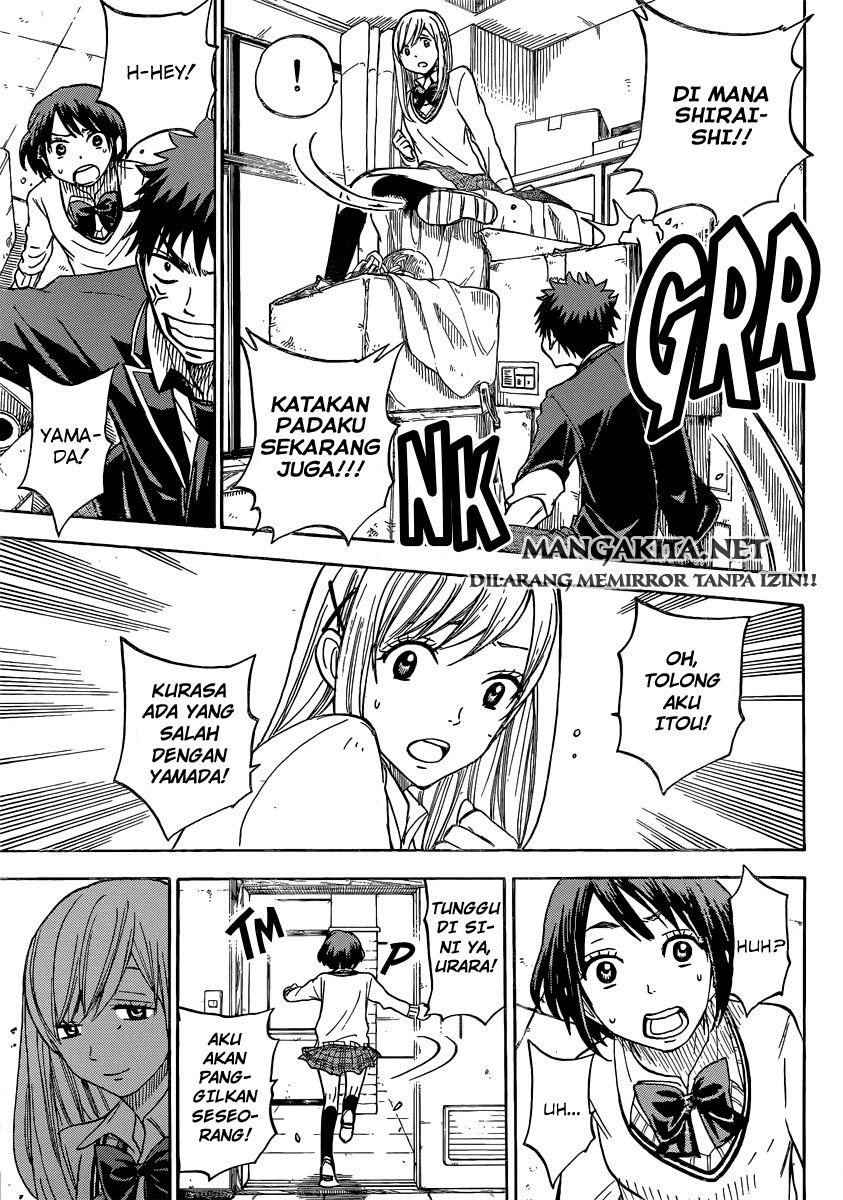 DI MANA
SHIRAI-
SHI!!
!
GRR
KATAKAN
PADAKU
SEKARANG
JUGA!!!
NK
H-HEY!
YAMA-
DA!
MANGAKITA.NET
DILARANG MEMIRROR TANPA IZIN!!
OH,
TOLONG
AKU
ITOU!
KURASA
ADA YANG
SALAH
DENGAN
YAMADA!
HUH?
UH...
TUNGGU
DI SI-
NI YA,
URARA!
TM
P
AKU
AKAN
PANG-
GILKAN
SESEO-
RANG!